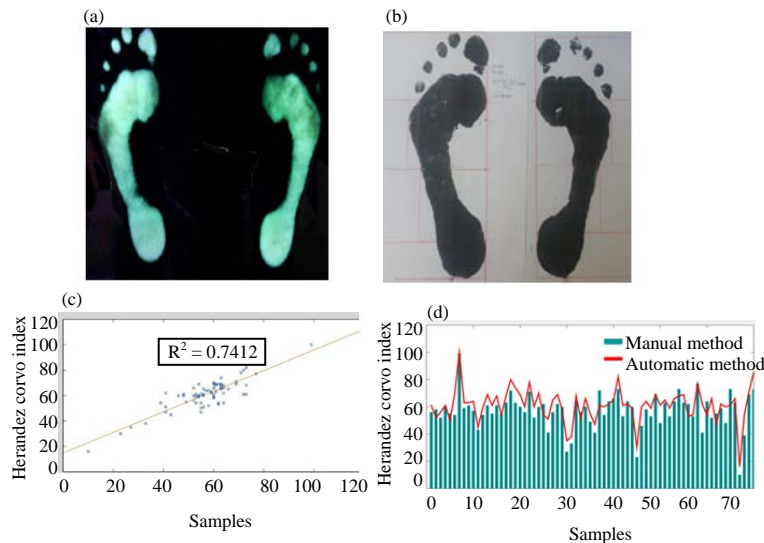 (a)
(b)
(c)
Herandez corvo index
120
100
80
60
40
20
0
R² = 0.7412
0 20 40 60 80 100 120
Samples
(d)
Herandez corvo index
120
100
80
60
40
20
0
Manual method
Automatic method
0 10 20 30 40 50 60 70
Samples